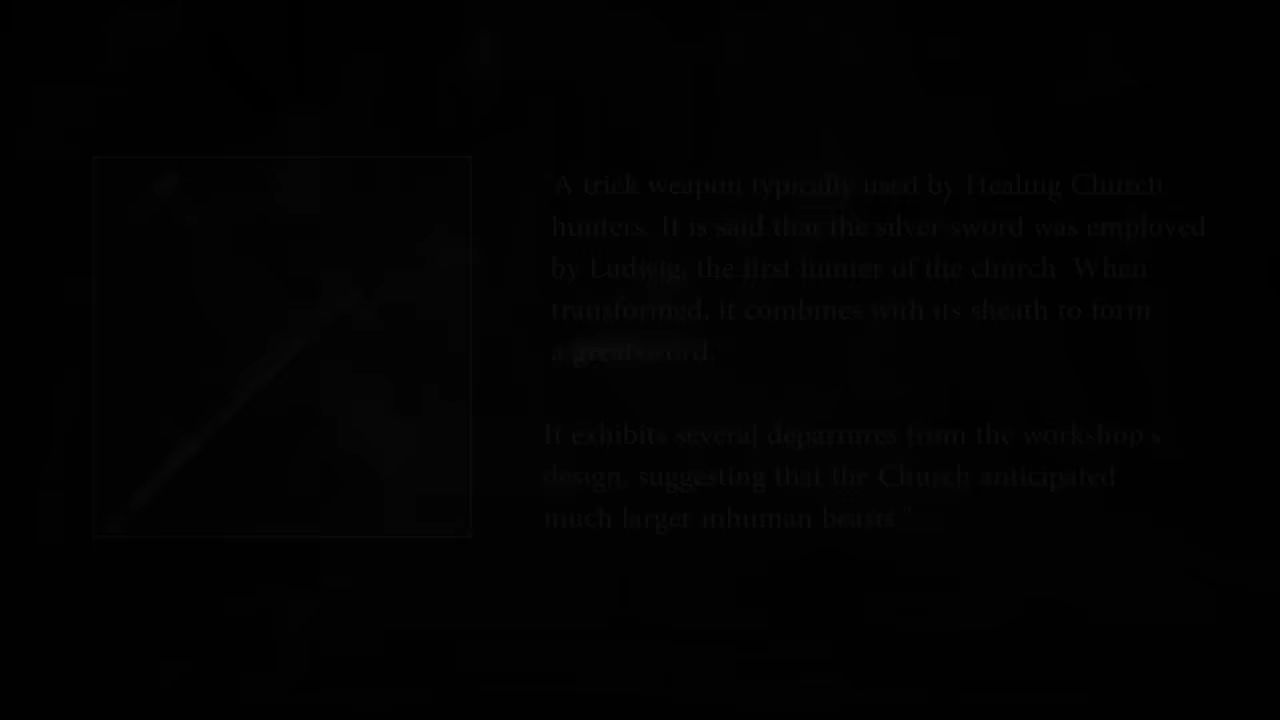 "A trick weapon typically used by Healing Church
hunters. It is said that the silver sword was employed
by Ludwig, the first hunter of the church. When
transformed, it combines with its sheath to form
a greatsword.
It exhibits several departures from the workshop's
design, suggesting that the Church anticipated
much larger inhuman beasts."